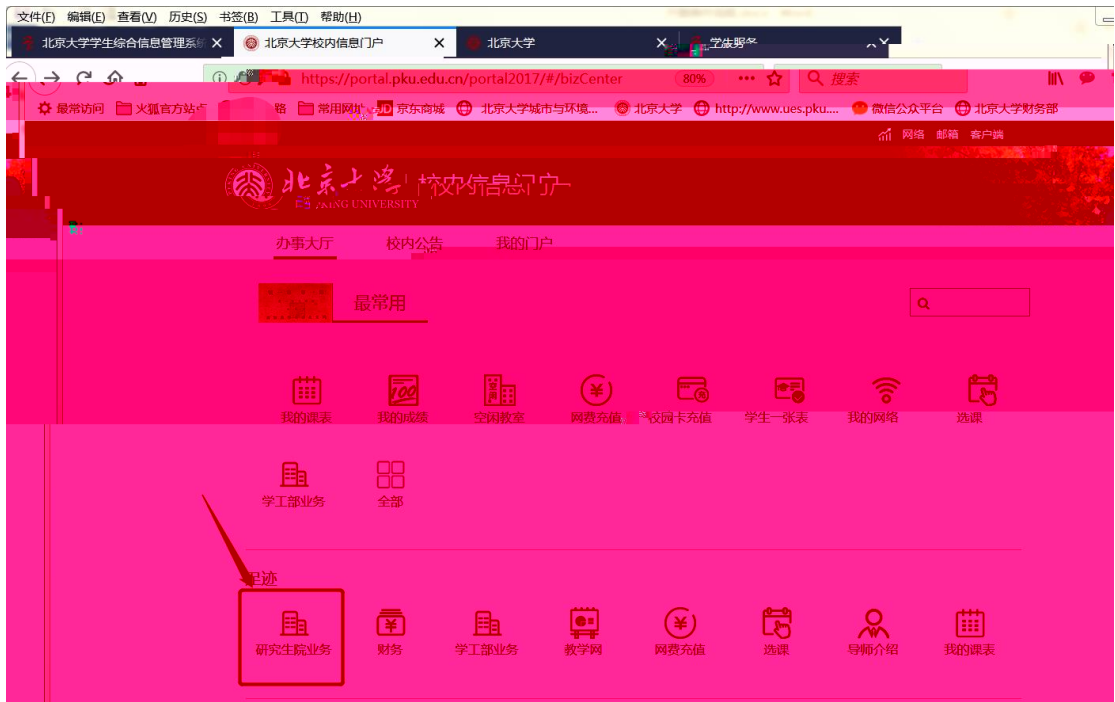 文件(F) 编辑(E) 查看(V) 历史(S) 书签(B) 工具(T) 帮助(H)
北京大学学生综合信息管理系统 北京大学校内信息门户 北京大学
https://portal.pku.edu.cn/portal2017/#/bizCenter 80% 搜索
最常访问 火狐官方站点 常用网址 JD 京东商城 北京大学城市与环境... 北京大学 http://www.ues.pku.... 微信公众平台 北京大学财务部
网络 邮箱 客户端
北京大学 校内信息门户
UNIVERSITY
办事大厅 校内公告 我的门户
最常用
我的课表 我的成绩 空闲教室 网费充值 校园卡充值 学生一张表 我的网络 选课
学工部业务 全部
足迹
研究生院业务 财务 学工部业务 教学网 网费充值 选课 导师介绍 我的课表